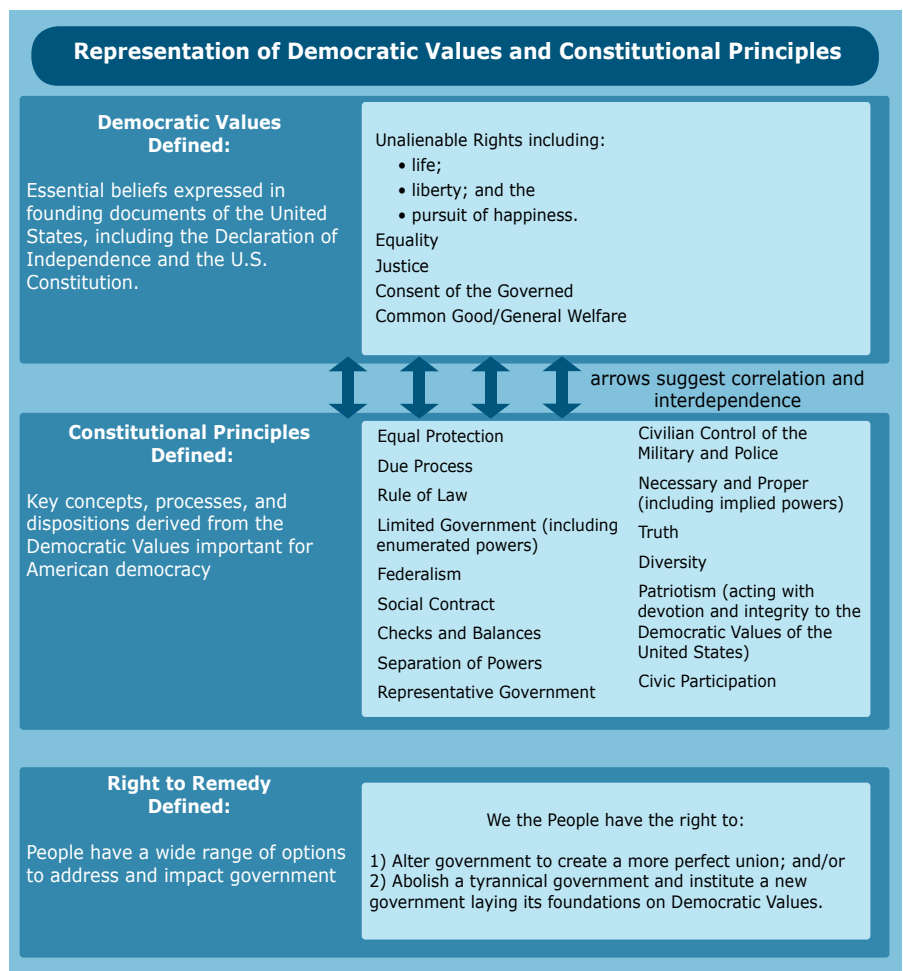 Representation of Democratic Values and Constitutional Principles
Democratic Values
Defined:
Essential beliefs expressed in
founding documents of the United
States, including the Declaration of
Independence and the U.S.
Constitution.
Unalienable Rights including:
• life;
• liberty; and the
• pursuit of happiness.
Equality
Justice
Consent of the Governed
Common Good/General Welfare
arrows suggest correlation and
interdependence
Constitutional Principles
Defined:
Key concepts, processes, and
dispositions derived from the
Democratic Values important for
American democracy
Equal Protection
Due Process
Rule of Law
Limited Government (including
enumerated powers)
Federalism
Social Contract
Checks and Balances
Separation of Powers
Representative Government
Civilian Control of the
Military and Police
Necessary and Proper
(including implied powers)
Truth
Diversity
Patriotism (acting with
devotion and integrity to the
Democratic Values of the
United States)
Civic Participation
Right to Remedy
Defined:
People have a wide range of options
to address and impact government
We the People have the right to:
1) Alter government to create a more perfect union; and/or
2) Abolish a tyrannical government and institute a new
government laying its foundations on Democratic Values.